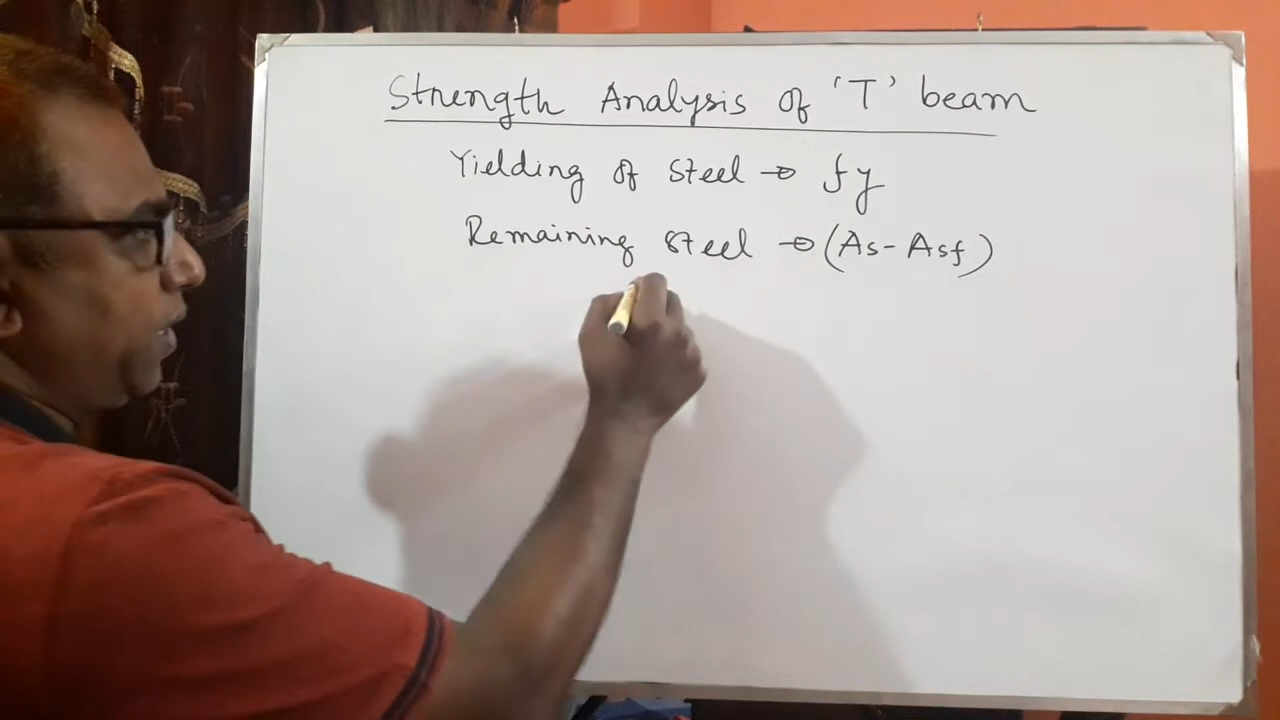 Strength Analysis of 'T' beam
Yielding of Steel → fy
Remaining steel → (As - Asf)